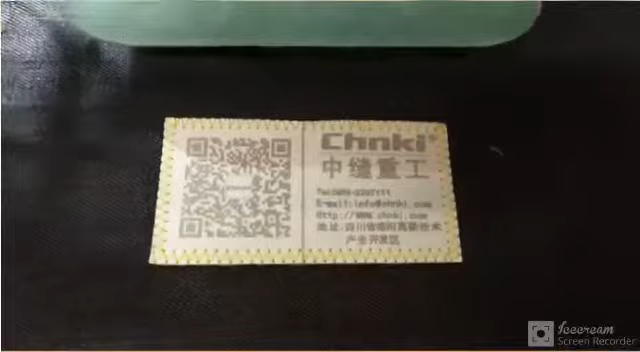 Chnki
中缝重工
E-mail:info@chnki.com
Http://WWW.chnki.com
地址:四川省德阳高新技术
产业开发区
Icecream
Screen Recorder